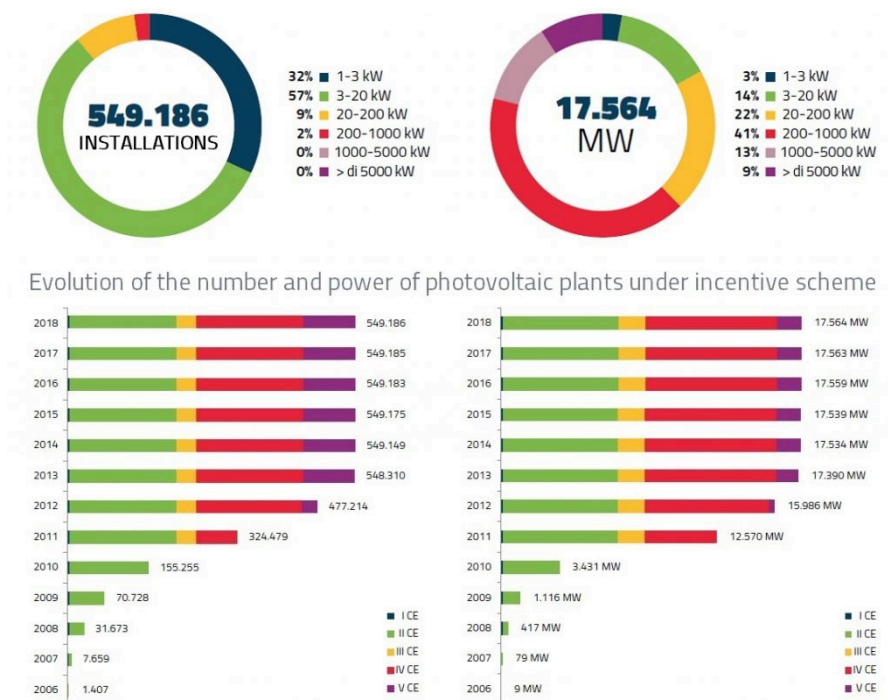 549.186
INSTALLATIONS
32% 1-3 kW
57% 3-20 kW
9% 20-200 kW
2% 200-1000 kW
0% 1000-5000 kW
0% > di 5000 kW
17.564
MW
3% 1-3 kW
14% 3-20 kW
22% 20-200 kW
41% 200-1000 kW
13% 1000-5000 kW
9% > di 5000 kW
Evolution of the number and power of photovoltaic plants under incentive scheme
2018 549.186
2017 549.185
2016 549.183
2015 549.175
2014 549.149
2013 548.310
2012 477.214
2011 324.479
2010 155.255
2009 70.728
2008 31.673
2007 7.659
2006 1.407
I CE
II CE
III CE
IV CE
V CE
2018 17.564 MW
2017 17.563 MW
2016 17.559 MW
2015 17.539 MW
2014 17.534 MW
2013 17.390 MW
2012 15.986 MW
2011 12.570 MW
2010 3.431 MW
2009 1.116 MW
2008 417 MW
2007 79 MW
2006 9 MW
I CE
II CE
III CE
IV CE
V CE